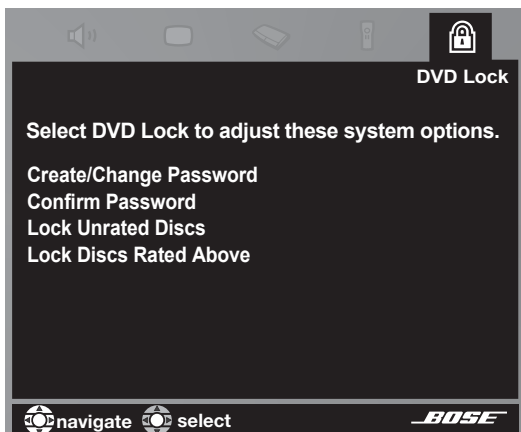 DVD Lock
Select DVD Lock to adjust these system options.
Create/Change Password
Confirm Password
Lock Unrated Discs
Lock Discs Rated Above
navigate select BOSE